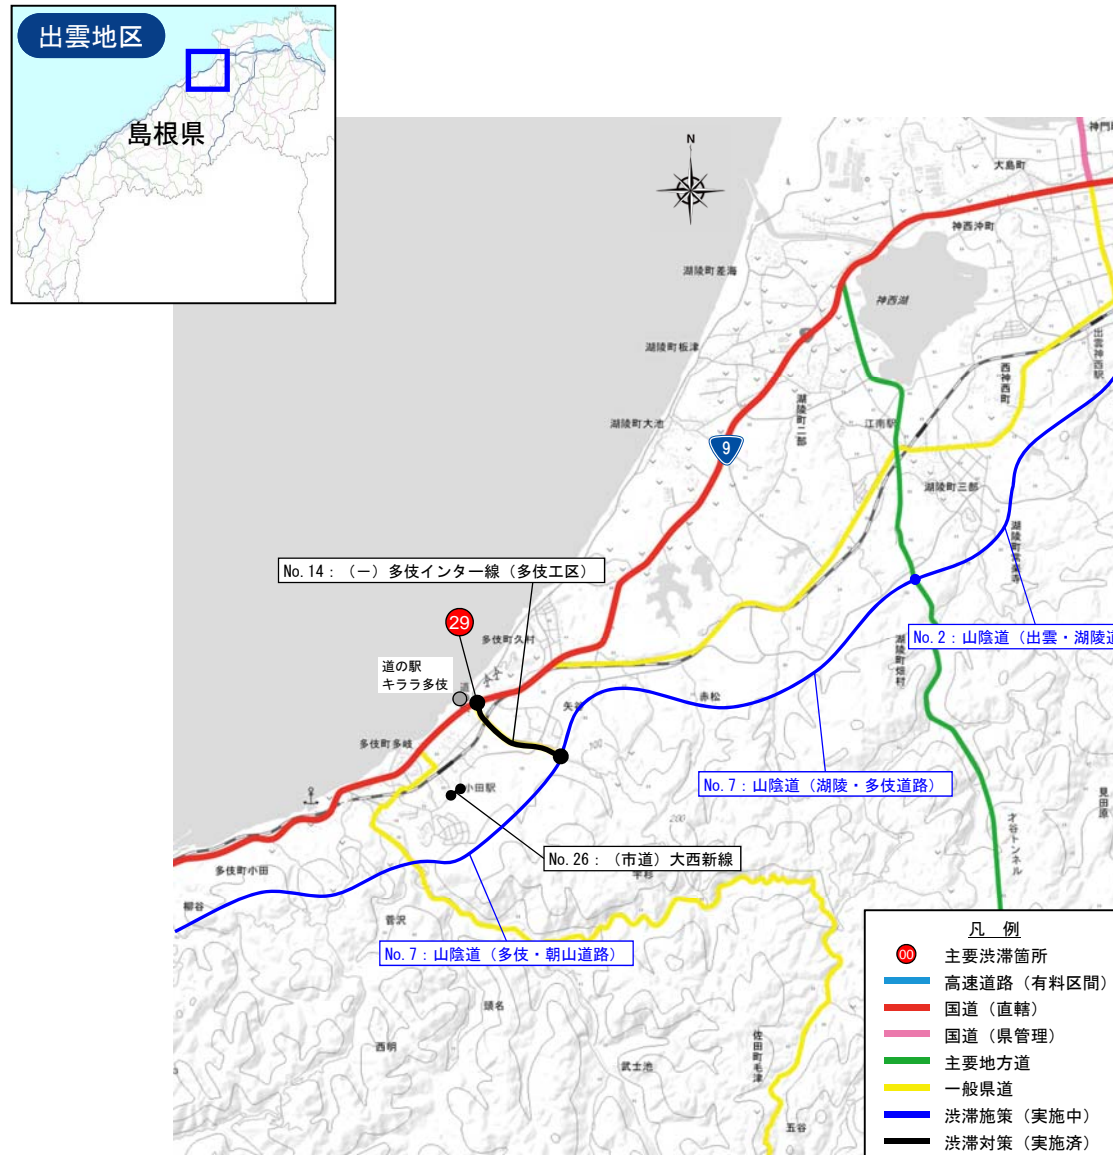 出雲地区
島根県
N
神門町
大島町
神西沖町
湖陵町差海
神西湖
湖陵町板津
出雲神西駅
西神西町
湖陵町二部
湖陵町大池
江南駅
9
湖陵町三部
湖陵町常楽寺
No.14：（一）多伎インター線（多伎工区）
29
多伎町久村
No.2：山陰道（出雲・湖陵道
湖陵町畑村
道の駅
キララ多伎
道
赤松
矢谷
多伎町多岐
100
No.7：山陰道（湖陵・多伎道路）
小田駅
見田原
200
才谷トンネル
No.26：（市道）大西新線
多伎町小田
宇杉
柳谷
菅沢
No.7：山陰道（多伎・朝山道路）
頭名
西明
武士池
佐田町毛津
五谷
凡 例
00
主要渋滞箇所
高速道路（有料区間）
国道（直轄）
国道（県管理）
主要地方道
一般県道
渋滞施策（実施中）
渋滞対策（実施済）